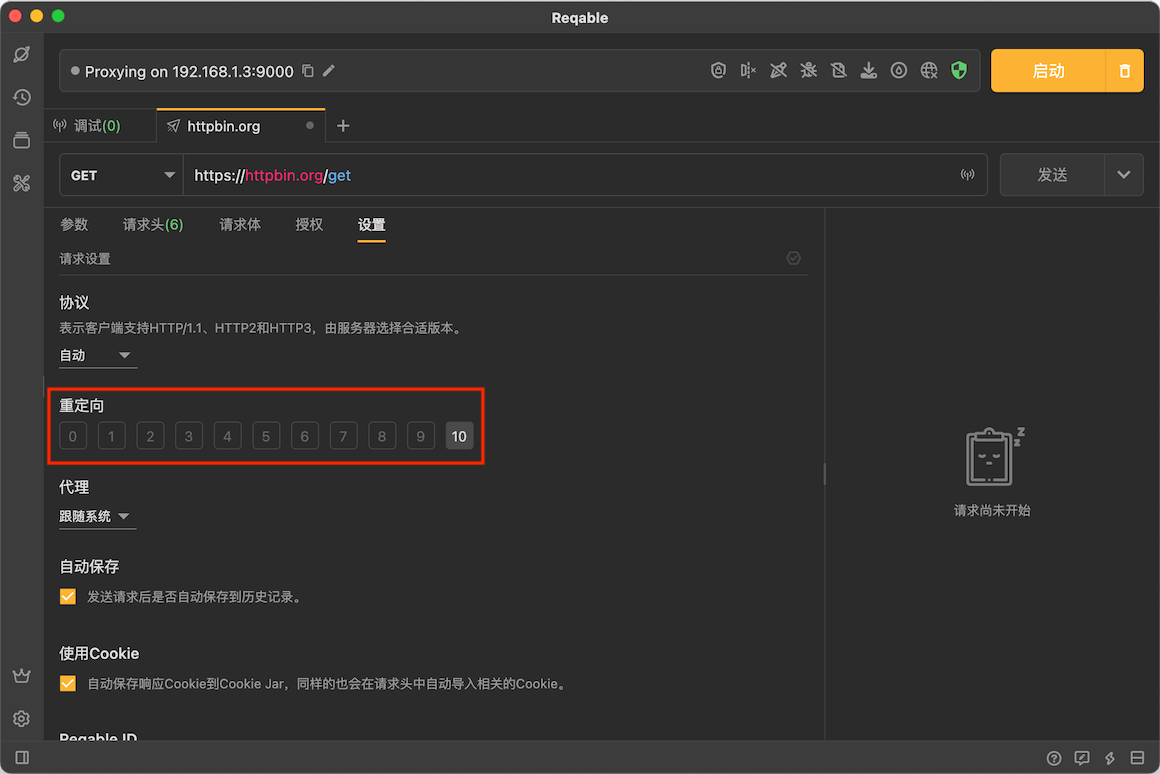 Reqable
Proxying on 192.168.1.3:9000
启动
调试(0)
httpbin.org
GET
https://httpbin.org/get
发送
参数 请求头(6) 请求体 授权 设置
请求设置
协议
表示客户端支持HTTP/1.1、HTTP2和HTTP3，由服务器选择合适版本。
自动
重定向
0 1 2 3 4 5 6 7 8 9 10
代理
跟随系统
自动保存
发送请求后是否自动保存到历史记录。
使用Cookie
自动保存响应Cookie到Cookie Jar，同样的也会在请求头中自动导入相关的Cookie。
Reqable ID
z
z
请求尚未开始